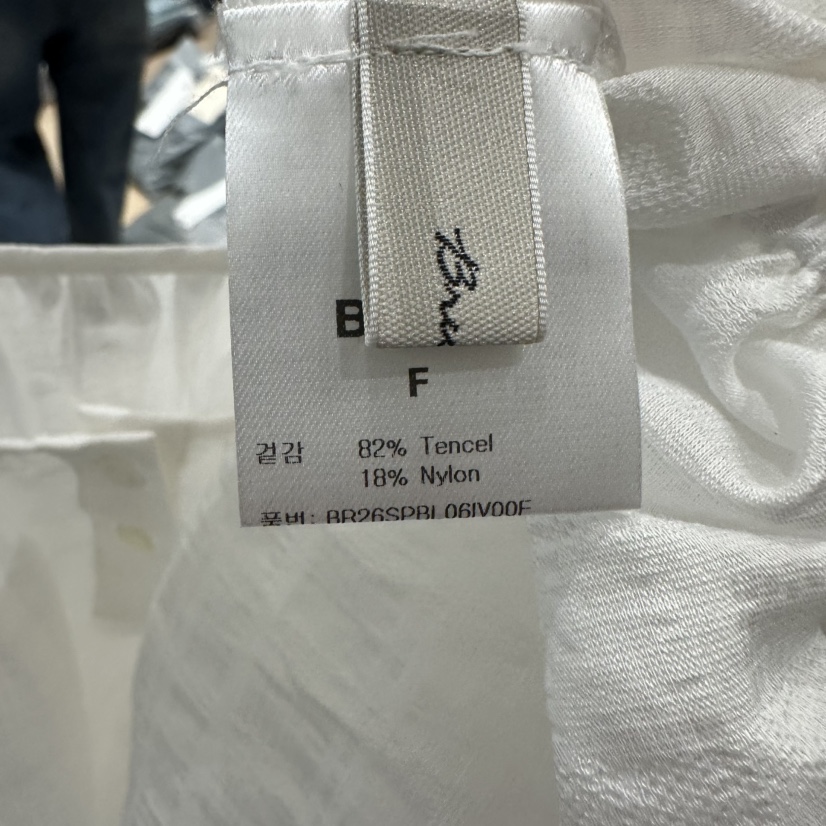 B
F
겉감 82% Tencel
18% Nylon
품번: BR26SPBL06IV00F